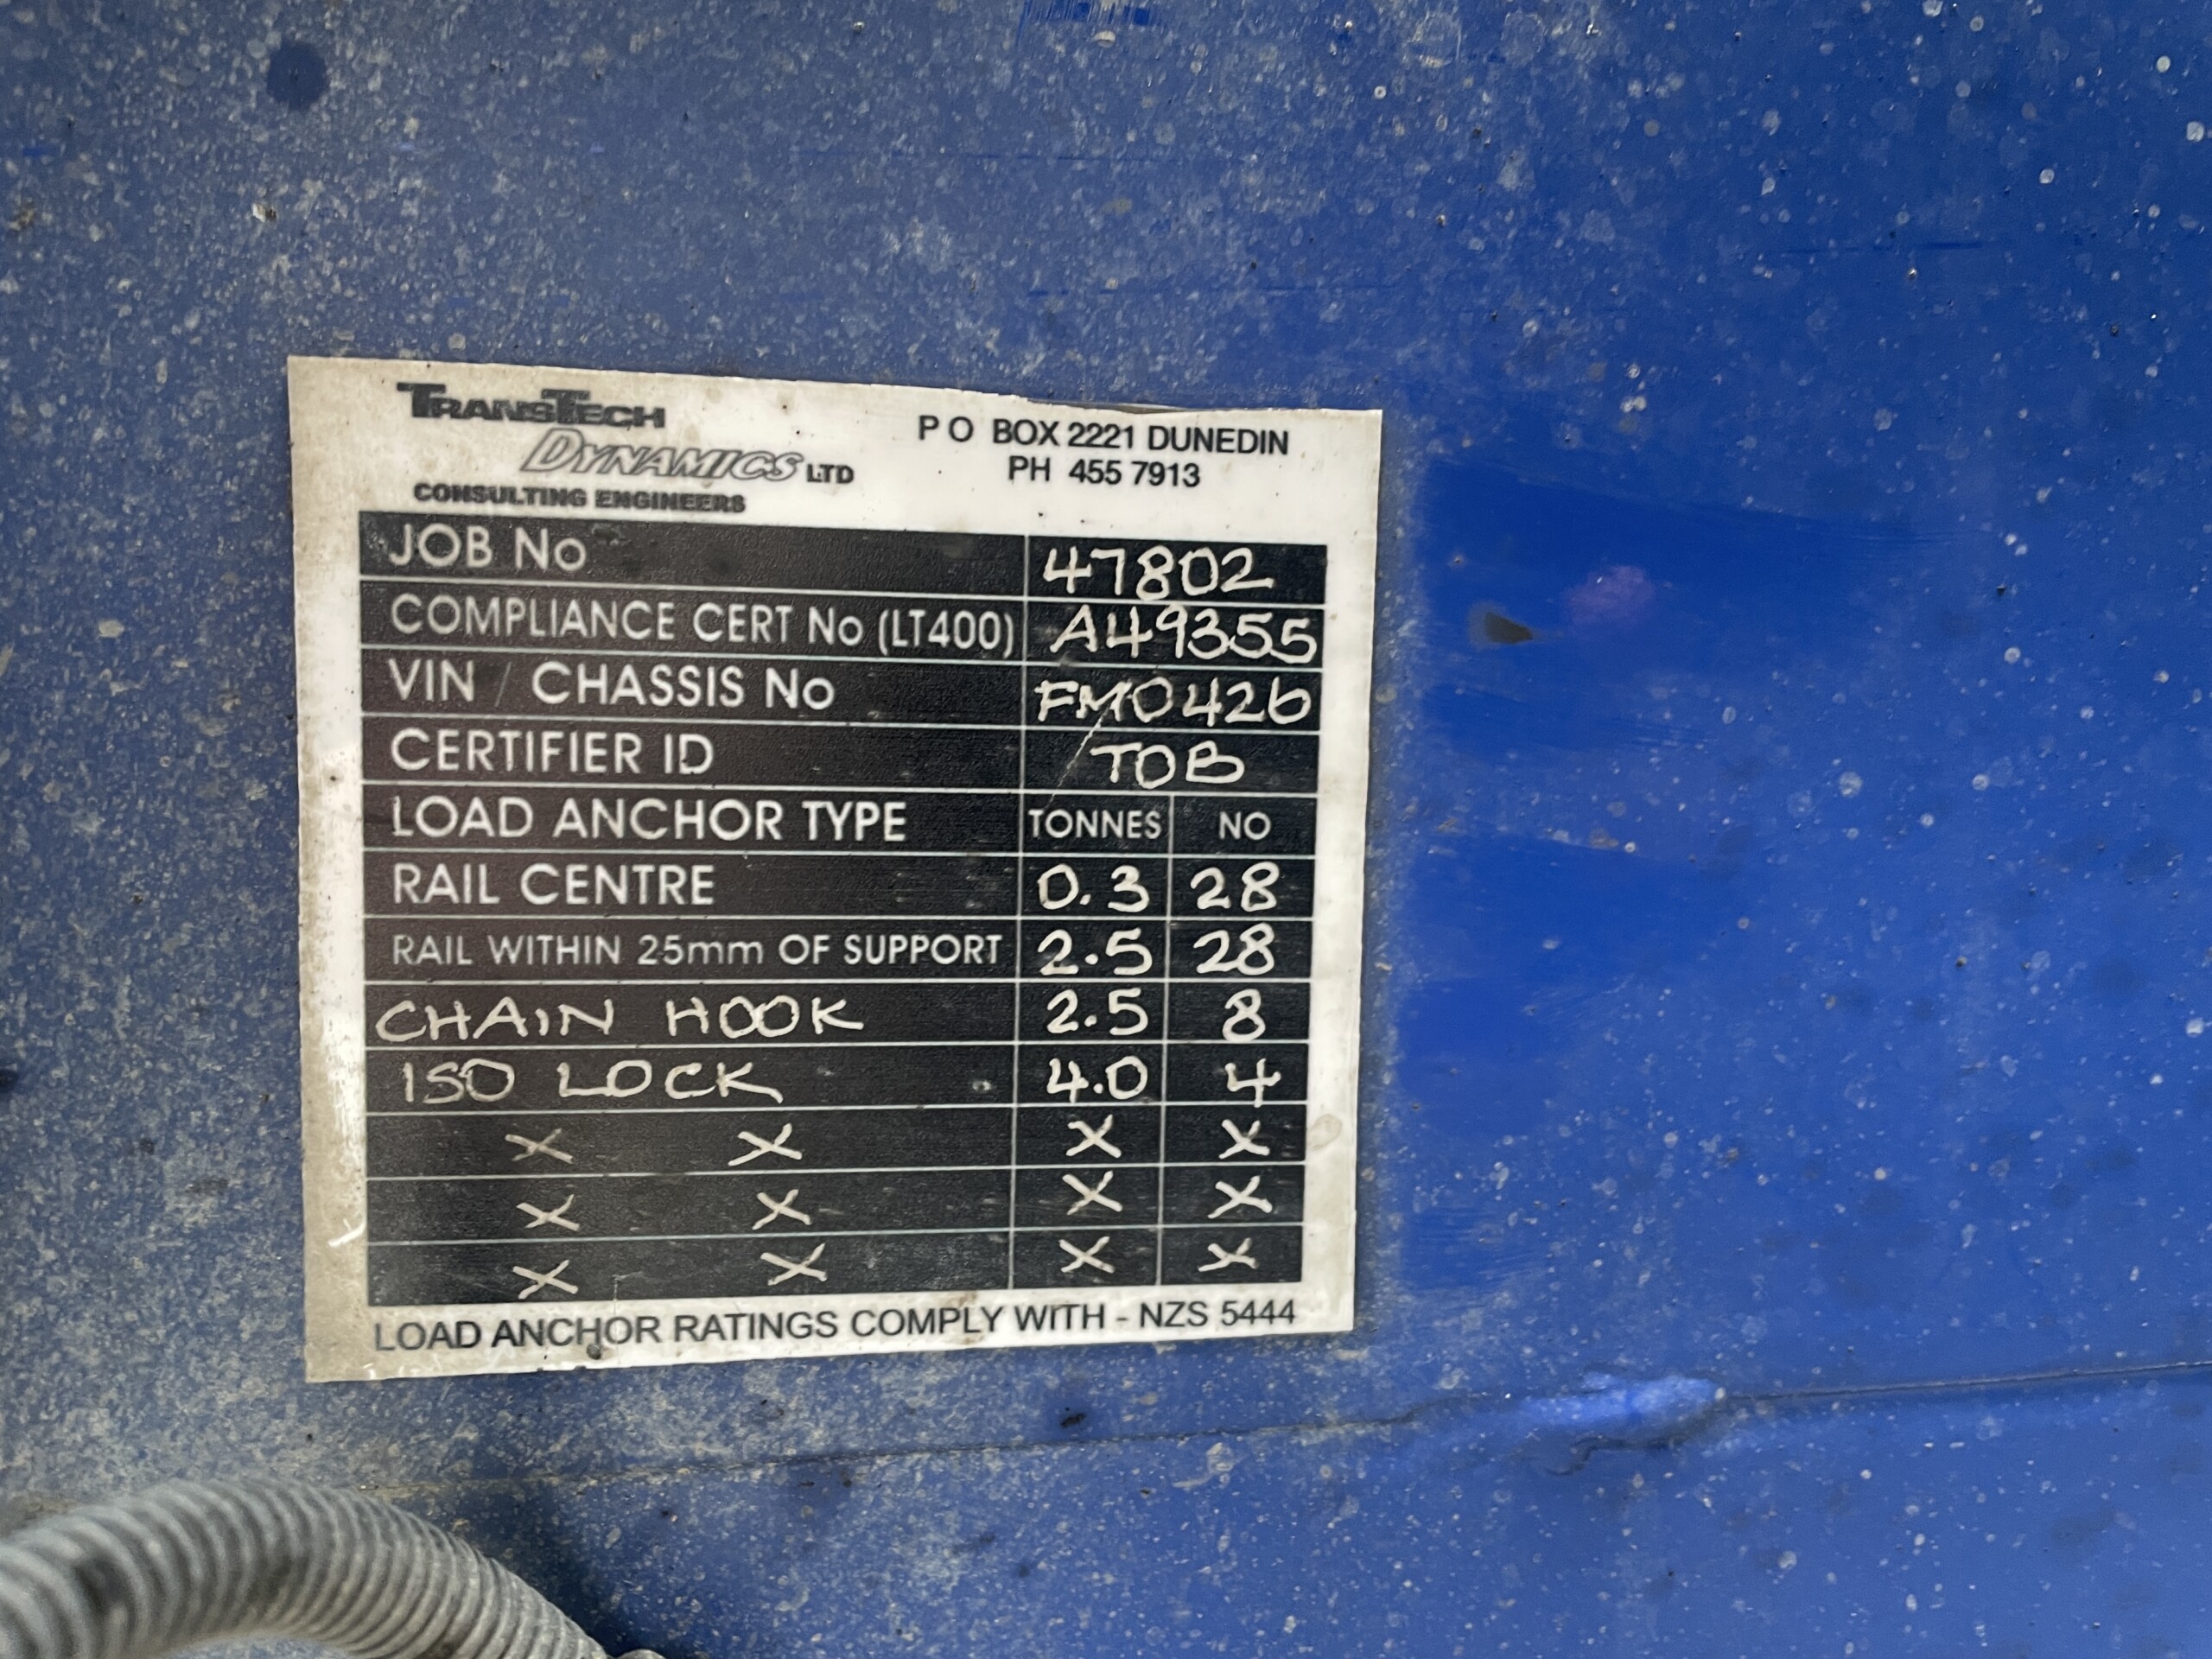 TRANSTECH
DYNAMICS LTD
CONSULTING ENGINEERS
P O BOX 2221 DUNEDIN
PH 455 7913
JOB No 47802
COMPLIANCE CERT No (LT400) A49355
VIN / CHASSIS No FM0426
CERTIFIER ID TOB
LOAD ANCHOR TYPE TONNES NO
RAIL CENTRE 0.3 28
RAIL WITHIN 25mm OF SUPPORT 2.5 28
CHAIN HOOK 2.5 8
ISO LOCK 4.0 4
X X X X
X X X X
X X X X
LOAD ANCHOR RATINGS COMPLY WITH - NZS 5444